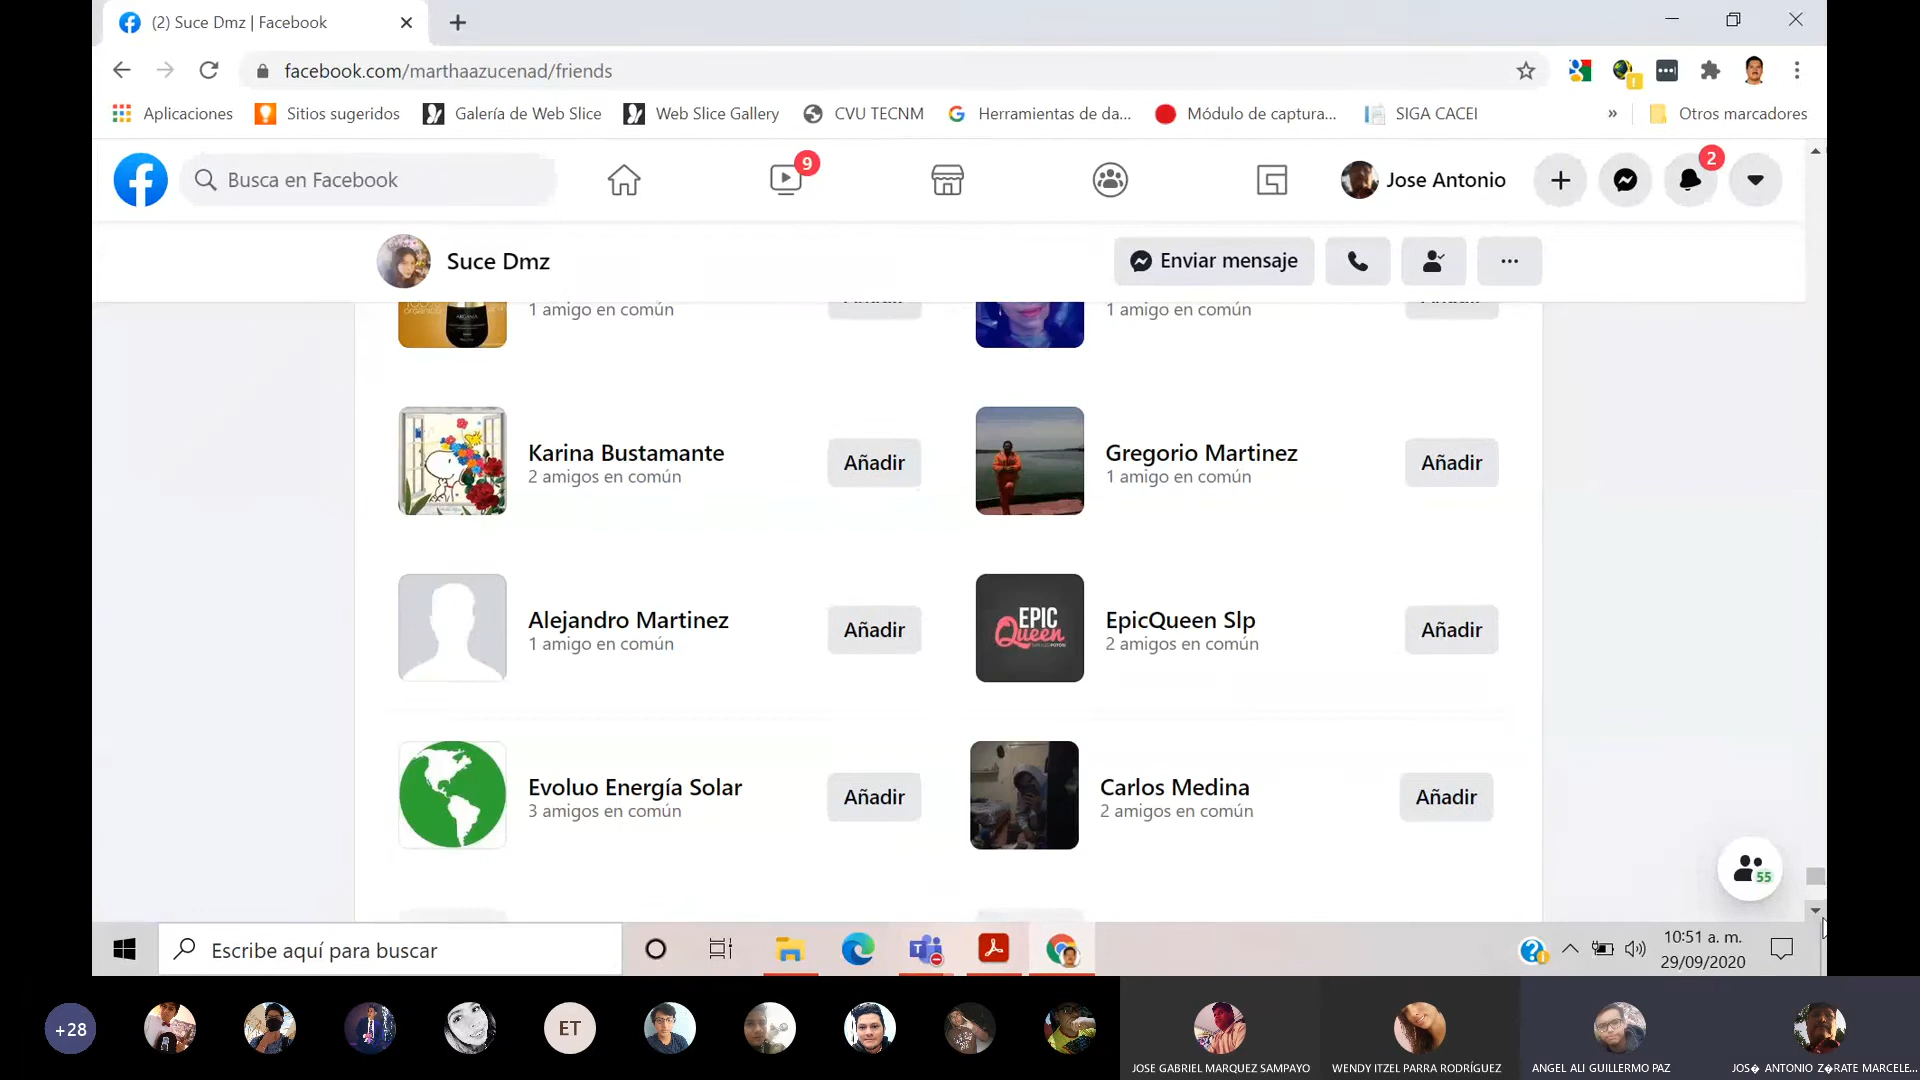 (2) Suce Dmz | Facebook
facebook.com/marthaazucenad/friends
Aplicaciones
Sitios sugeridos
Galería de Web Slice
Web Slice Gallery
CVU TECNM
Herramientas de da...
Módulo de captura...
SIGA CACEI
»
Otros marcadores
Busca en Facebook
9
Jose Antonio
2
Suce Dmz
Enviar mensaje
1 amigo en común
1 amigo en común
Karina Bustamante
2 amigos en común
Añadir
Gregorio Martinez
1 amigo en común
Añadir
Alejandro Martinez
1 amigo en común
Añadir
EPIC
Queen
EpicQueen Slp
2 amigos en común
Añadir
Evoluo Energía Solar
3 amigos en común
Añadir
Carlos Medina
2 amigos en común
Añadir
55
Escribe aquí para buscar
10:51 a. m.
29/09/2020
+28
ET
JOSE GABRIEL MARQUEZ SAMPAYO
WENDY ITZEL PARRA RODRÍGUEZ
ANGEL ALI GUILLERMO PAZ
JOS� ANTONIO Z�RATE MARCELE...